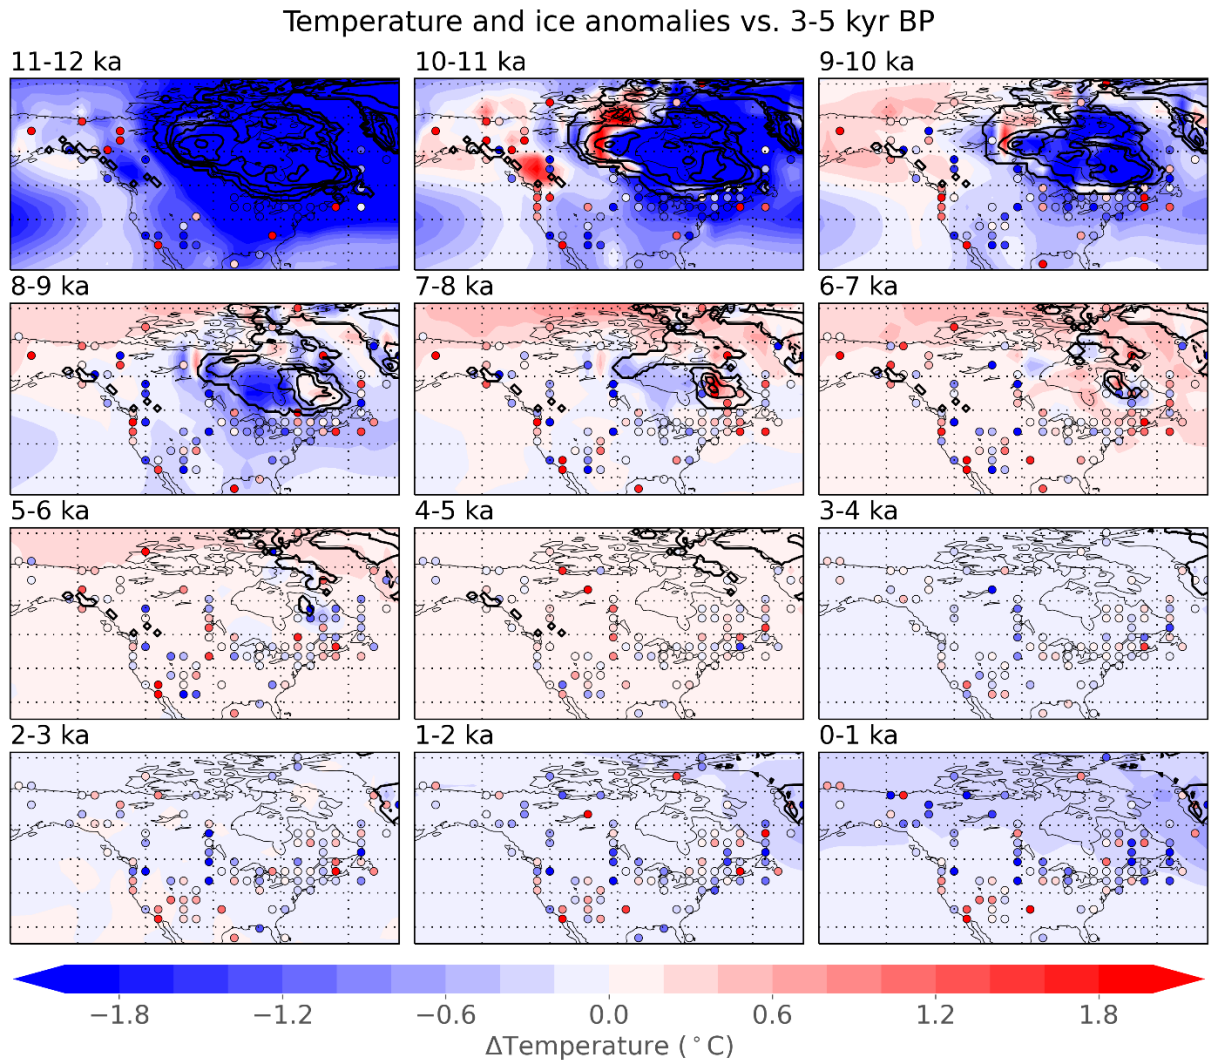 Temperature and ice anomalies vs. 3-5 kyr BP
11-12 ka
10-11 ka
9-10 ka
8-9 ka
7-8 ka
6-7 ka
5-6 ka
4-5 ka
3-4 ka
2-3 ka
1-2 ka
0-1 ka
−1.8 −1.2 −0.6 0.0 0.6 1.2 1.8
ΔTemperature (°C)